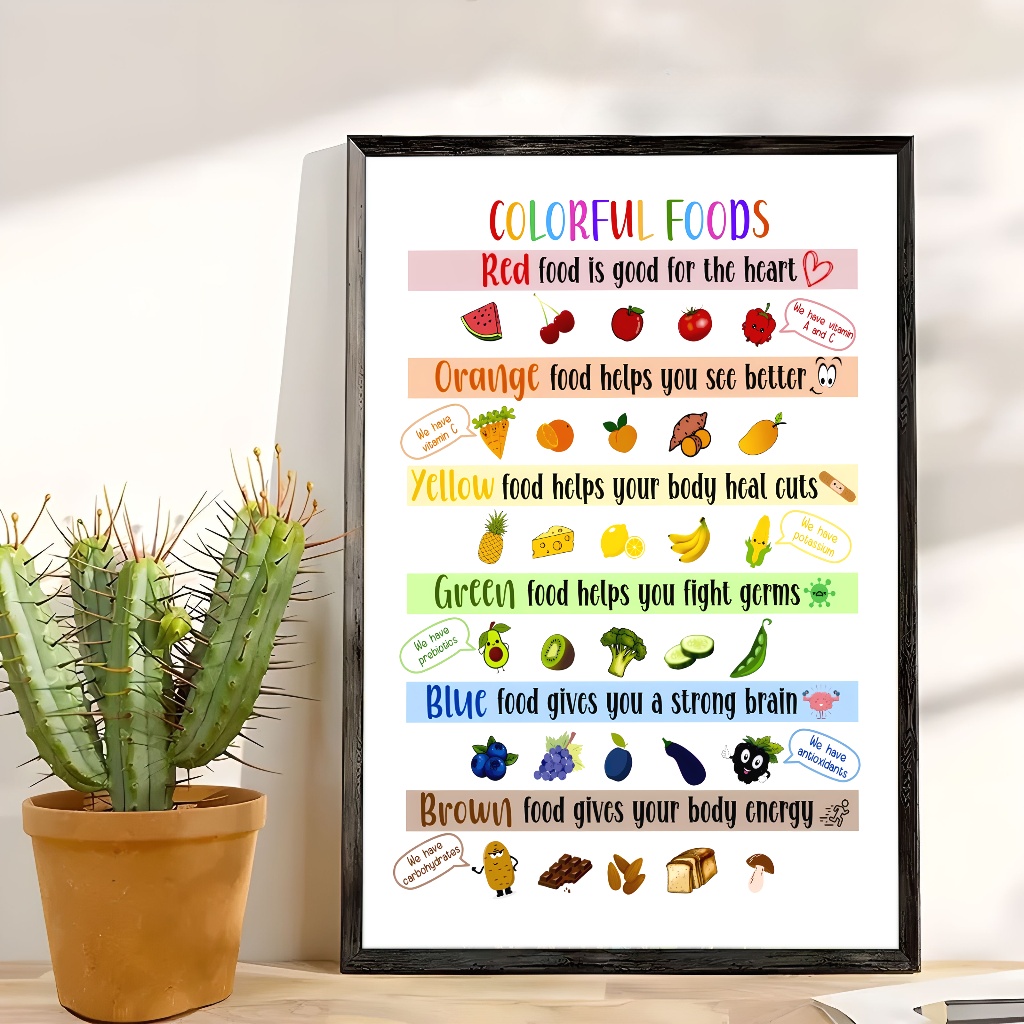 COLORFUL FOODS
Red food is good for the heart
We have vitamin
A and C
Orange food helps you see better
We have
vitamin C
Yellow food helps your body heal cuts
We have
potassium
Green food helps you fight germs
We have
prebiotics
Blue food gives you a strong brain
We have
antioxidants
Brown food gives your body energy
We have
carbohydrates